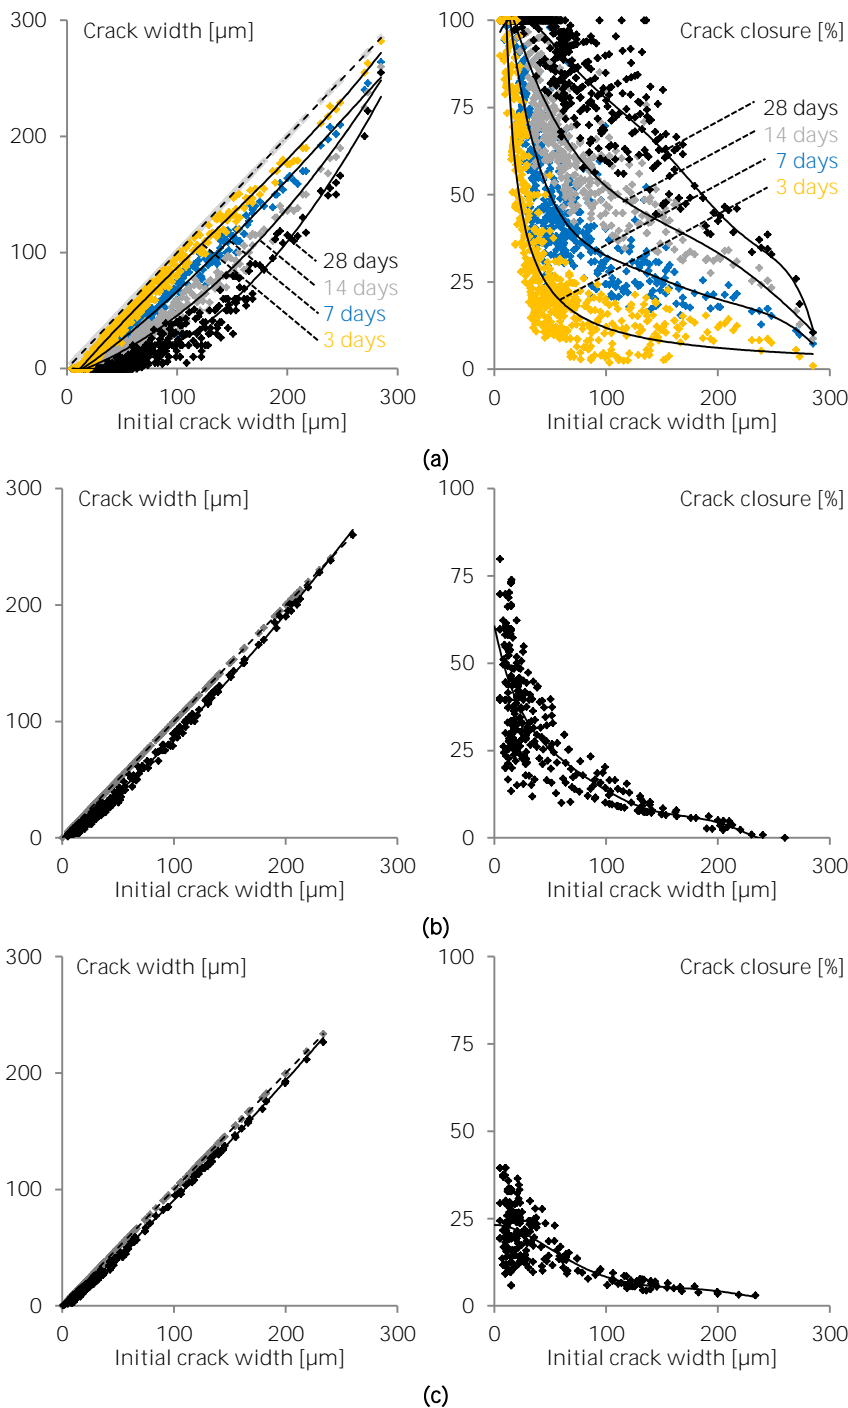 Crack width [µm]
300
200
100
0
0 100 200 300
Initial crack width [µm]
28 days
14 days
7 days
3 days
Crack closure [%]
100
75
50
25
0
0 100 200 300
Initial crack width [µm]
28 days
14 days
7 days
3 days
(a)
Crack width [µm]
300
200
100
0
0 100 200 300
Initial crack width [µm]
Crack closure [%]
100
75
50
25
0
0 100 200 300
Initial crack width [µm]
(b)
Crack width [µm]
300
200
100
0
0 100 200 300
Initial crack width [µm]
Crack closure [%]
100
75
50
25
0
0 100 200 300
Initial crack width [µm]
(c)